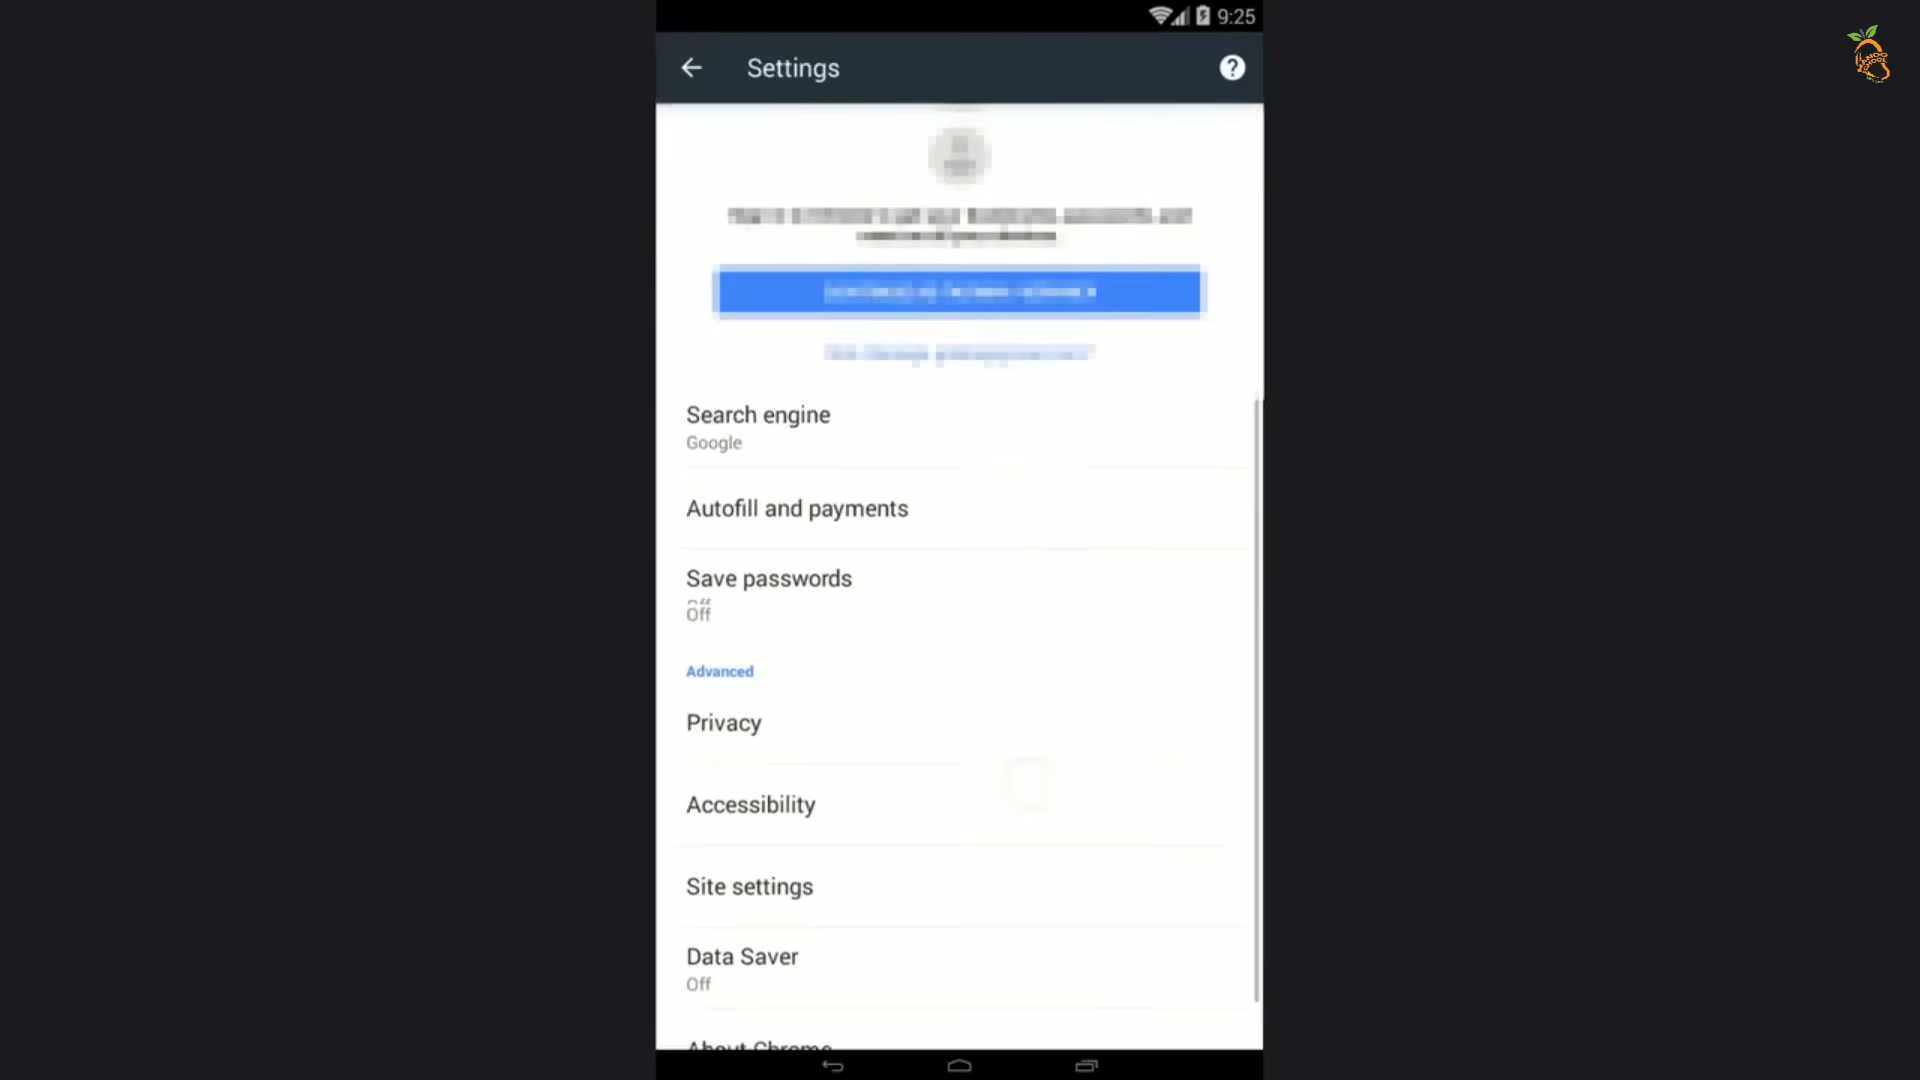 9:25
Settings
?
Search engine
Google
Autofill and payments
Save passwords
Off
Advanced
Privacy
Accessibility
Site settings
Data Saver
Off
About Chrome